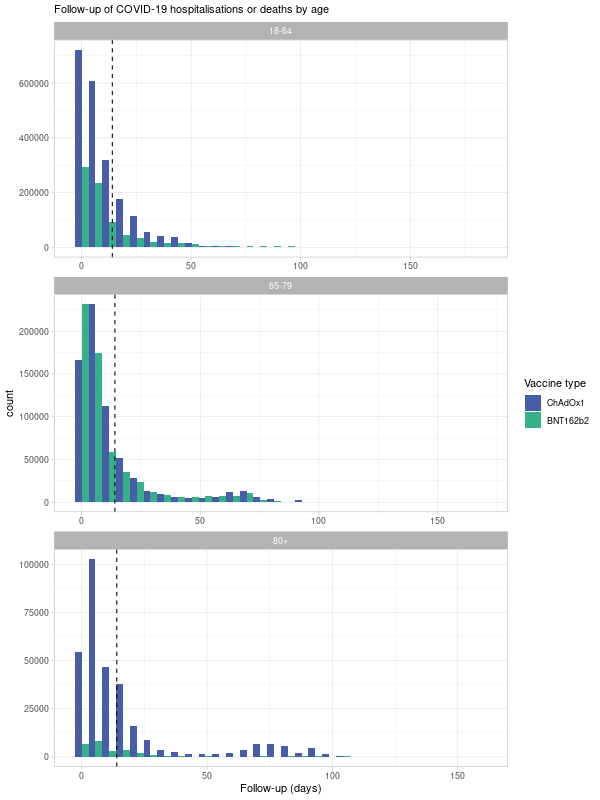 Follow-up of COVID-19 hospitalisations or deaths by age
18-64
600000
400000
200000
0
0 50 100 150
65-79
200000
150000
100000
50000
0
0 50 100 150
count
Vaccine type
ChAdOx1
BNT162b2
80+
100000
75000
50000
25000
0
0 50 100 150
Follow-up (days)